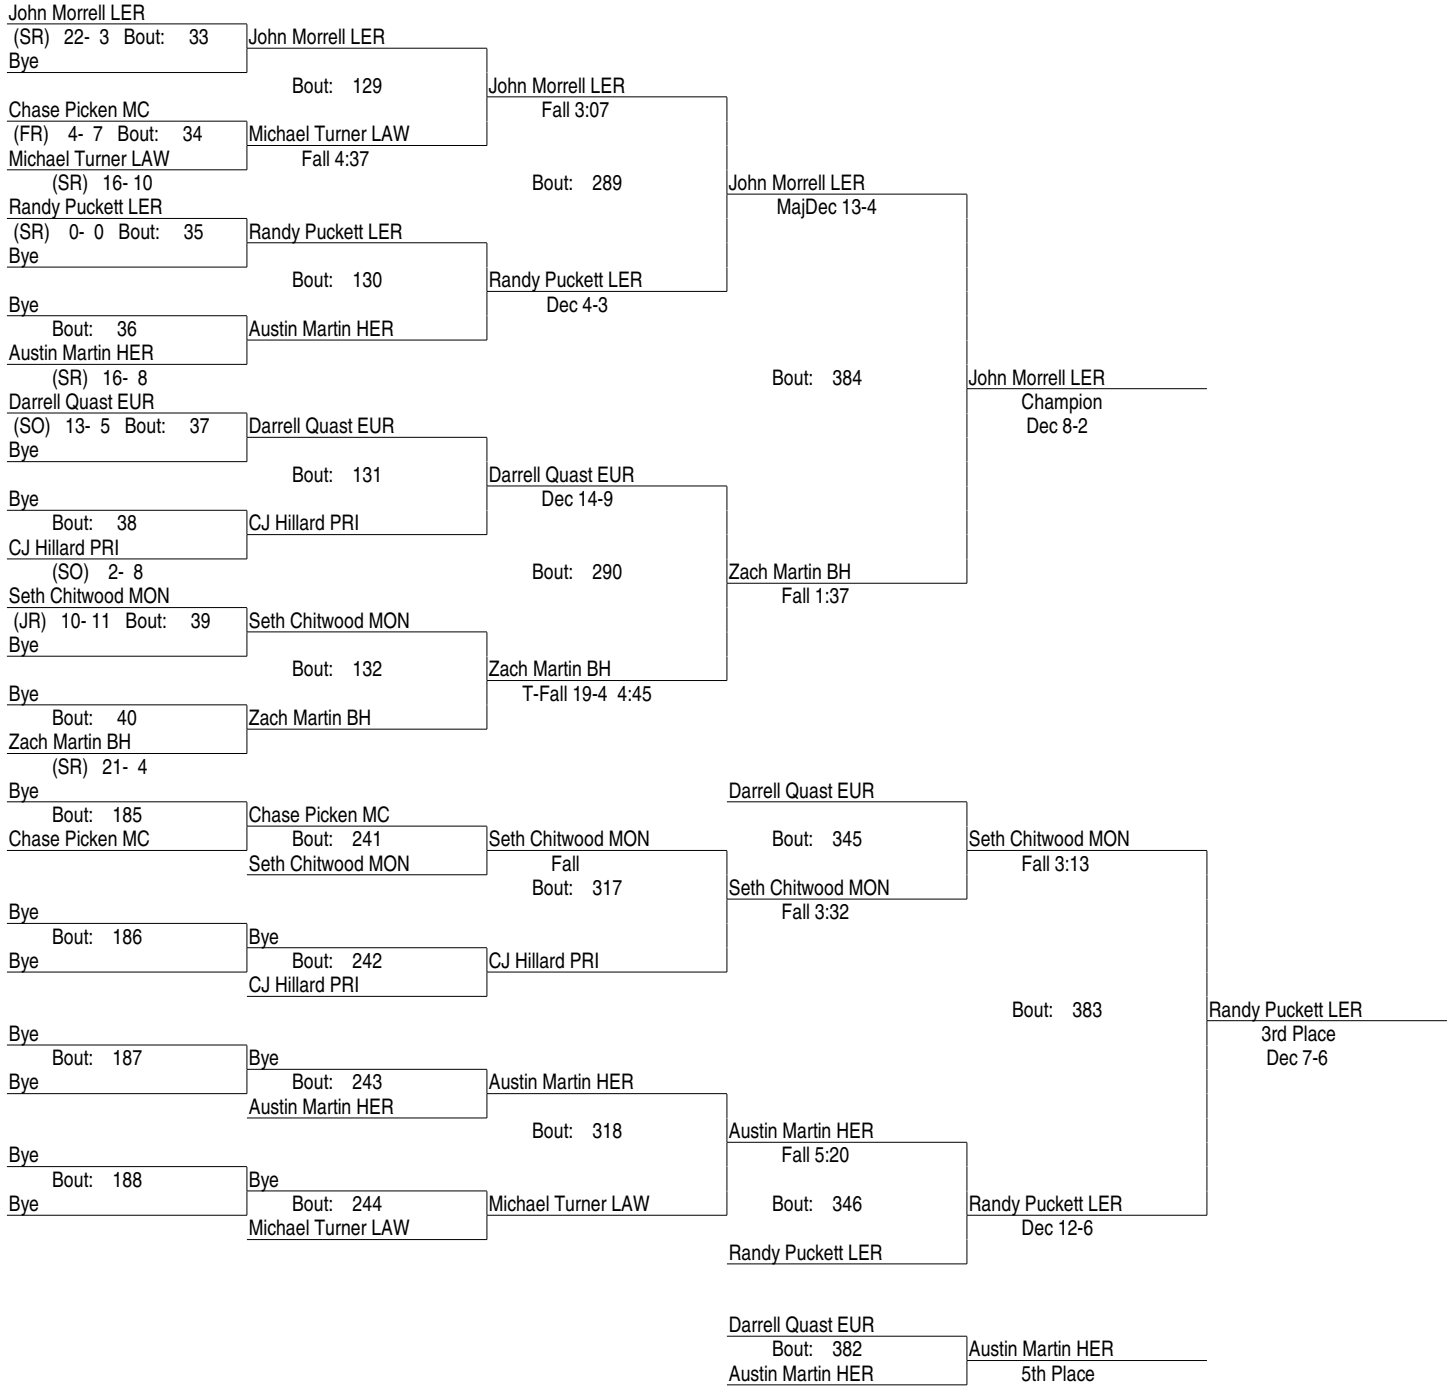 John Morrell LER
(SR) 22- 3 Bout: 33 John Morrell LER
Bye
Bout: 129 John Morrell LER
Chase Picken MC Fall 3:07
(FR) 4- 7 Bout: 34 Michael Turner LAW
Michael Turner LAW Fall 4:37
(SR) 16- 10 Bout: 289 John Morrell LER
Randy Puckett LER MajDec 13-4
(SR) 0- 0 Bout: 35 Randy Puckett LER
Bye
Bout: 130 Randy Puckett LER
Bye Dec 4-3
Bout: 36 Austin Martin HER
Austin Martin HER
(SR) 16- 8 Bout: 384 John Morrell LER
Darrell Quast EUR Champion
(SO) 13- 5 Bout: 37 Darrell Quast EUR Dec 8-2
Bye
Bout: 131 Darrell Quast EUR
Bye Dec 14-9
Bout: 38 CJ Hillard PRI
CJ Hillard PRI
(SO) 2- 8 Bout: 290 Zach Martin BH
Seth Chitwood MON Fall 1:37
(JR) 10- 11 Bout: 39 Seth Chitwood MON
Bye
Bout: 132 Zach Martin BH
Bye T-Fall 19-4 4:45
Bout: 40 Zach Martin BH
Zach Martin BH
(SR) 21- 4
Bye Darrell Quast EUR
Bout: 185 Chase Picken MC
Chase Picken MC Bout: 241 Seth Chitwood MON Bout: 345 Seth Chitwood MON
Seth Chitwood MON Fall Fall 3:13
Bout: 317 Seth Chitwood MON
Bye Fall 3:32
Bout: 186 Bye
Bye Bout: 242 CJ Hillard PRI
CJ Hillard PRI
Bout: 383 Randy Puckett LER
Bye 3rd Place
Bout: 187 Bye Dec 7-6
Bye Bout: 243 Austin Martin HER
Austin Martin HER
Bout: 318 Austin Martin HER
Bye Fall 5:20
Bout: 188 Bye
Bye Bout: 244 Michael Turner LAW Bout: 346 Randy Puckett LER
Michael Turner LAW Dec 12-6
Randy Puckett LER
Darrell Quast EUR
Bout: 382 Austin Martin HER
Austin Martin HER 5th Place